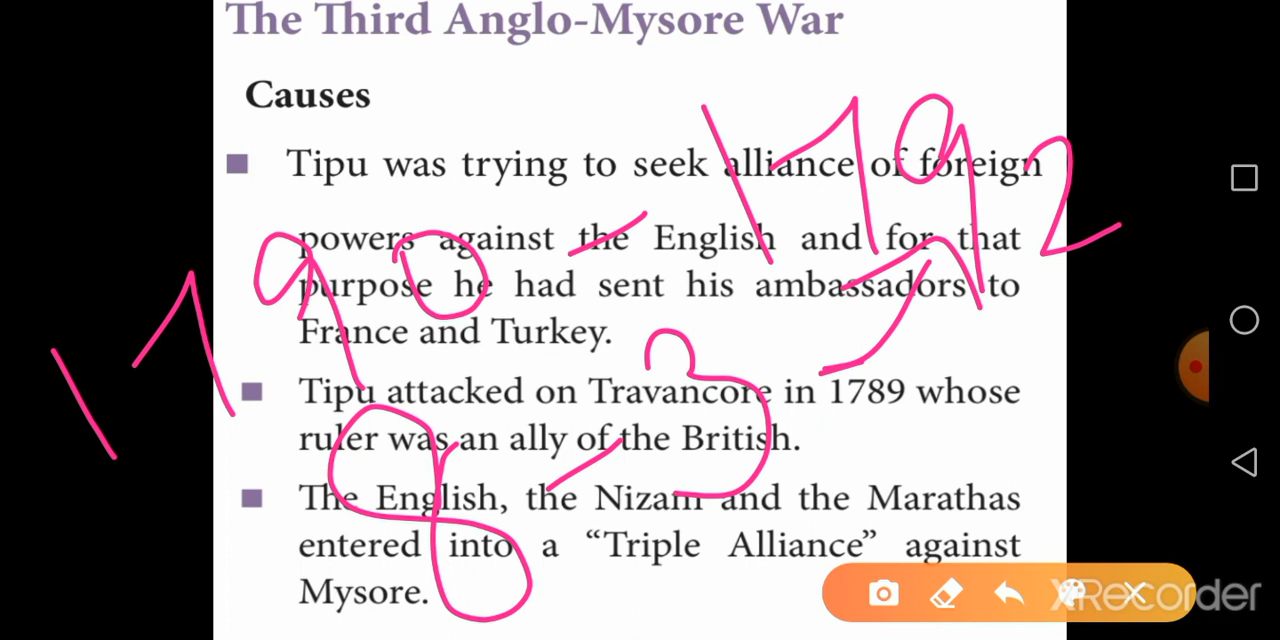 The Third Anglo-Mysore War
Causes
Tipu was trying to seek alliance of foreign
powers against the English and for that
purpose he had sent his ambassadors to
France and Turkey.
Tipu attacked on Travancore in 1789 whose
ruler was an ally of the British.
The English, the Nizam and the Marathas
entered into a “Triple Alliance” against
Mysore.
1790 - 1792
8 - 3
XRecorder